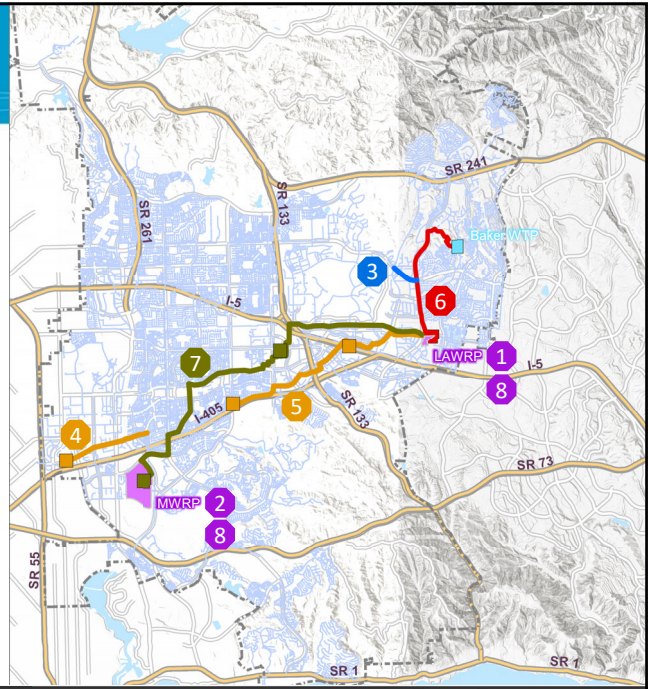 SR 241
SR 133
SR 261
Baker WTP
3
6
I-5
7
LAWRP 1
I-5
8
5
I-405
SR 133
4
SR 73
MWRP 2
8
SR 55
SR 1
SR 1